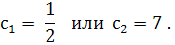 c₁ = 1/2 или c₂ = 7 .